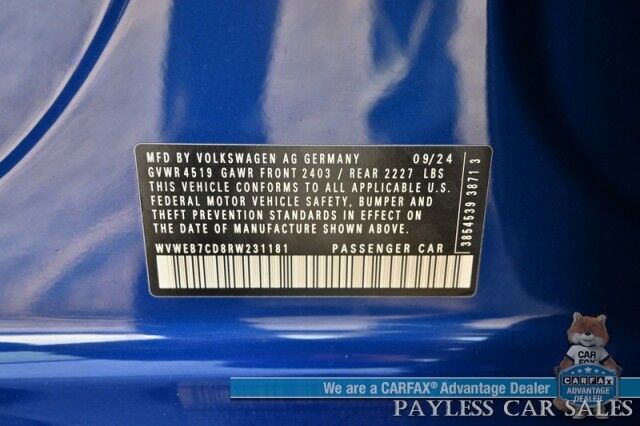 MFD BY VOLKSWAGEN AG GERMANY 09/24
GVWR 4519 GAWR FRONT 2403 / REAR 2227 LBS
THIS VEHICLE CONFORMS TO ALL APPLICABLE U.S.
FEDERAL MOTOR VEHICLE SAFETY, BUMPER, AND
THEFT PREVENTION STANDARDS IN EFFECT ON
THE DATE OF MANUFACTURE SHOWN ABOVE.
WVWEB7CD8RW231181 PASSENGER CAR
3854539 3871 3
CAR
FOX
We are a CARFAX® Advantage Dealer
CARFAX
ADVANTAGE
DEALER
PAYLESS CAR SALES